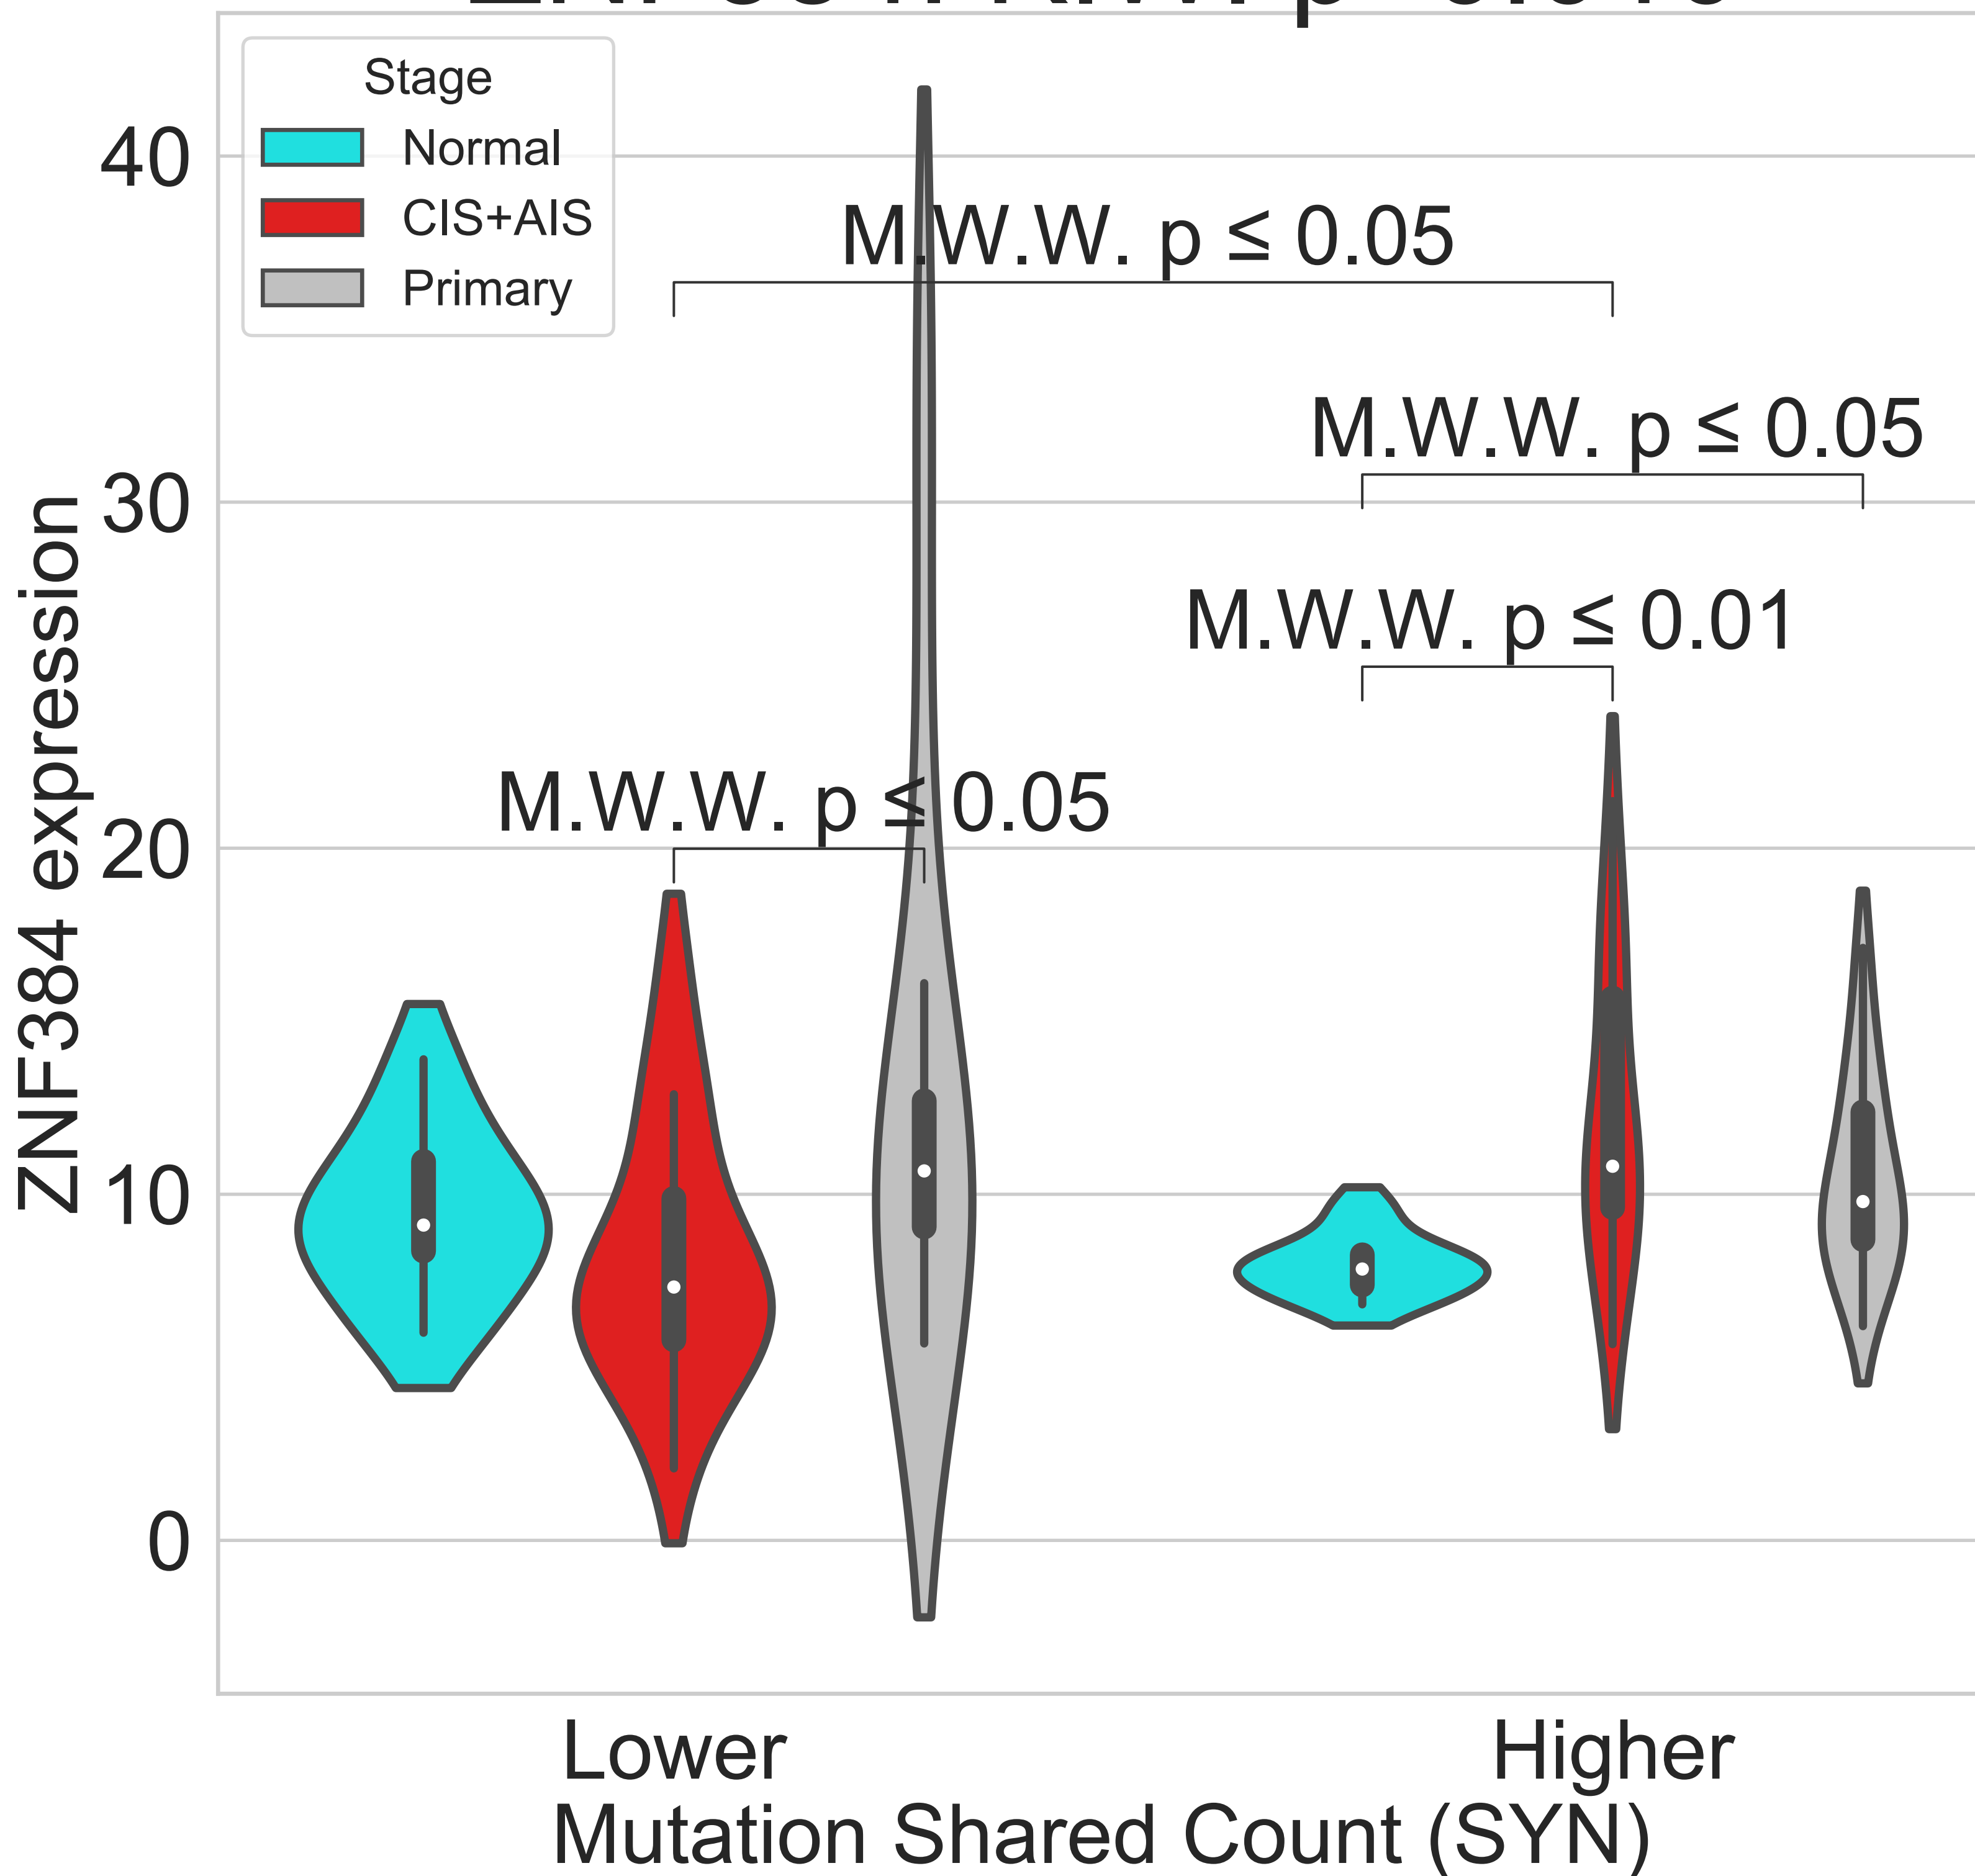 Stage
Normal
CIS+AIS
Primary
40
30
20
10
0
ZNF384 expression
M.W.W. p ≤ 0.05
M.W.W. p ≤ 0.05
M.W.W. p ≤ 0.01
M.W.W. p ≤ 0.05
Lower
Higher
Mutation Shared Count (SYN)